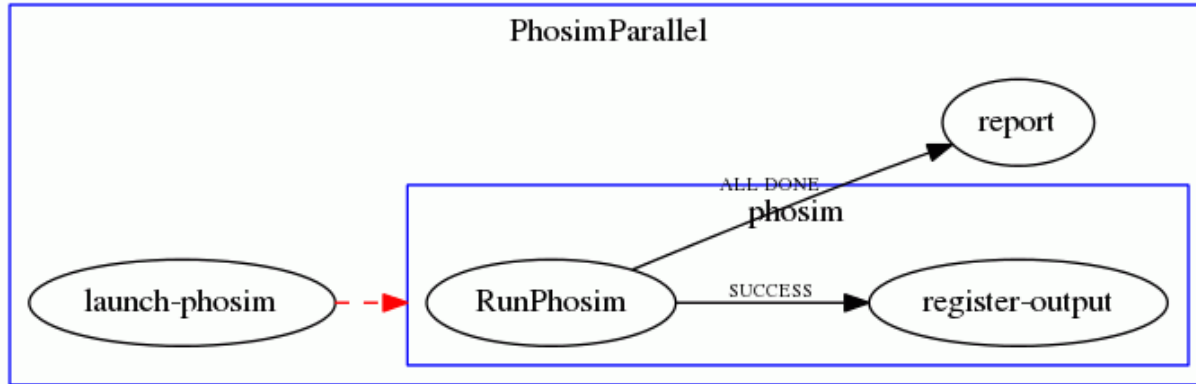 PhosimParallel
report
ALL DONE
phosim
launch-phosim
RunPhosim
SUCCESS
register-output